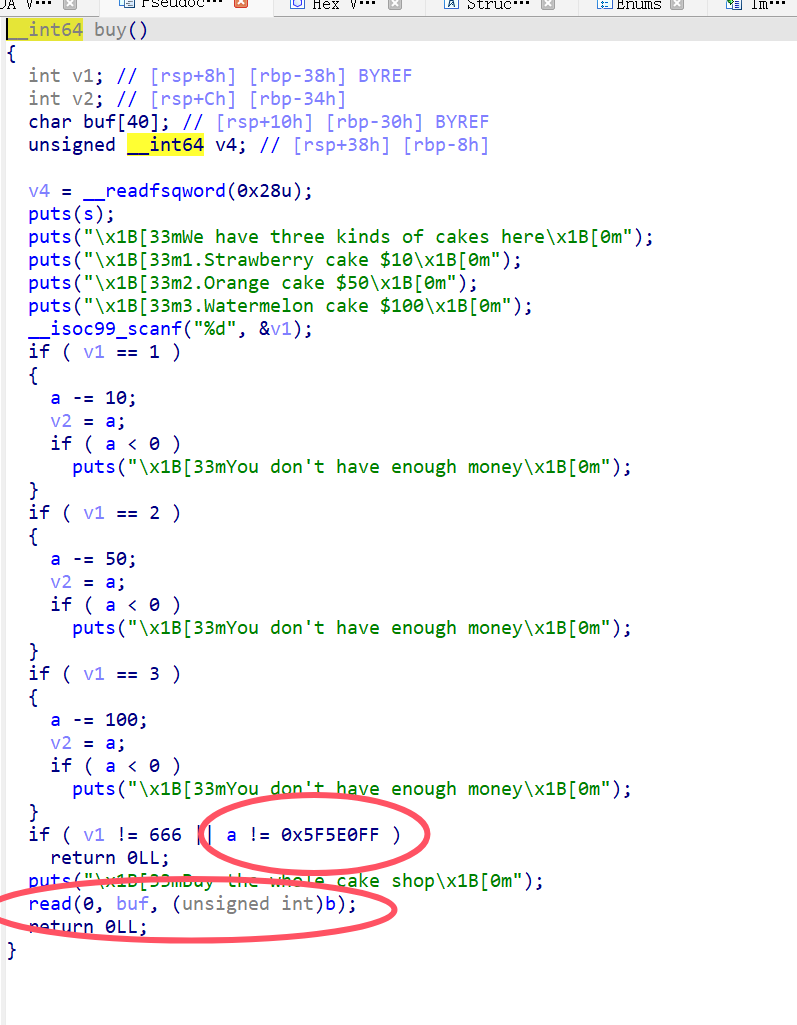 Pseudoc···
Hex V···
Struc···
Enums
Im···
__int64 buy()
{
int v1; // [rsp+8h] [rbp-38h] BYREF
int v2; // [rsp+Ch] [rbp-34h]
char buf[40]; // [rsp+10h] [rbp-30h] BYREF
unsigned __int64 v4; // [rsp+38h] [rbp-8h]
v4 = __readfsqword(0x28u);
puts(s);
puts("\x1B[33mWe have three kinds of cakes here\x1B[0m");
puts("\x1B[33m1.Strawberry cake $10\x1B[0m");
puts("\x1B[33m2.Orange cake $50\x1B[0m");
puts("\x1B[33m3.Watermelon cake $100\x1B[0m");
__isoc99_scanf("%d", &v1);
if ( v1 == 1 )
{
a -= 10;
v2 = a;
if ( a < 0 )
puts("\x1B[33mYou don't have enough money\x1B[0m");
}
if ( v1 == 2 )
{
a -= 50;
v2 = a;
if ( a < 0 )
puts("\x1B[33mYou don't have enough money\x1B[0m");
}
if ( v1 == 3 )
{
a -= 100;
v2 = a;
if ( a < 0 )
puts("\x1B[33mYou don't have enough money\x1B[0m");
}
if ( v1 != 666 || a != 0x5F5E0FF )
return 0LL;
puts("\x1B[33mBuy the whole cake shop\x1B[0m");
read(0, buf, (unsigned int)b);
return 0LL;
}